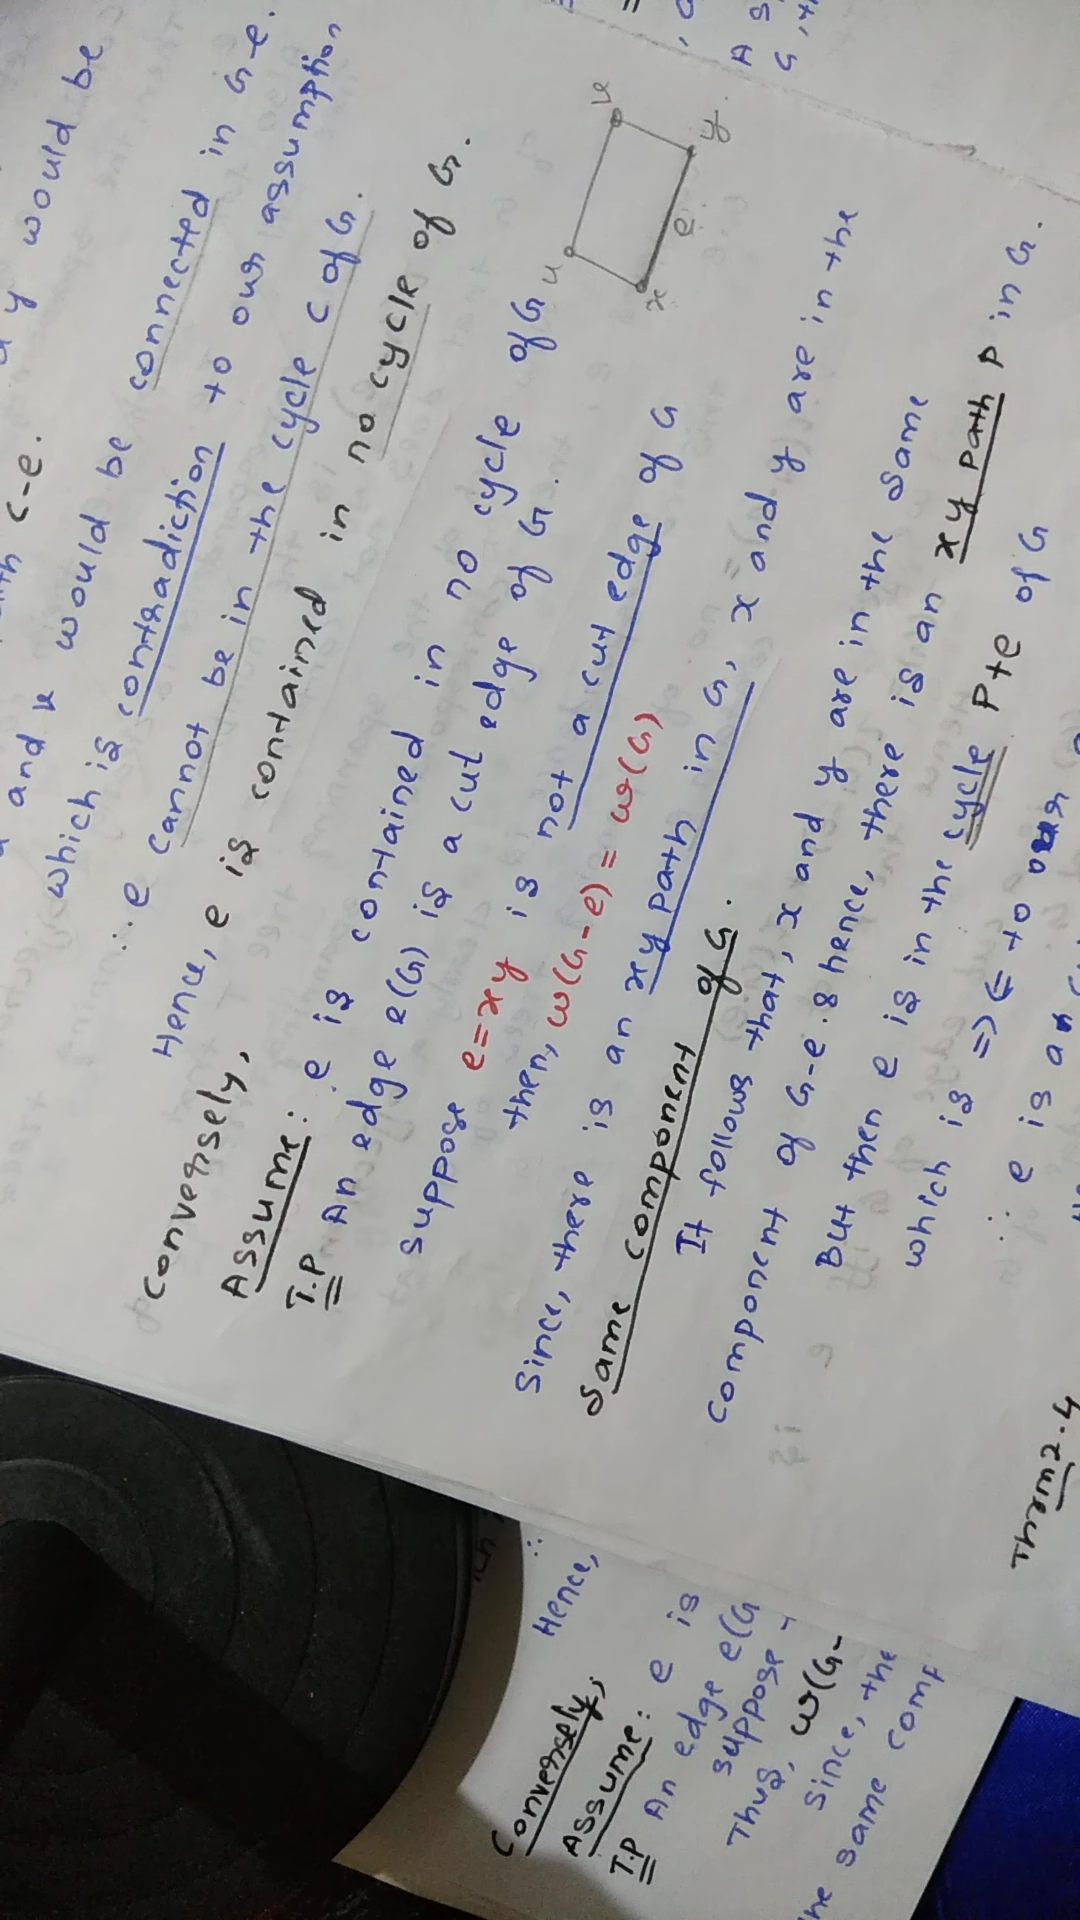 y would be
c-e.
and u would be connected in G-e.
which is contradiction to our assumption
∴ e cannot be in the cycle C of G.
Hence, e is contained in no cycle of G.
Conversely,
Assume: e is contained in no cycle of G
T.P An edge e(G) is a cut edge of G.
Suppose e=xy is not a cut edge of G
then, w(G-e) = w(G)
Since, there is an xy path in G, x and y are in the
Same component of G.
It follows that, x and y are in the same
component of G-e. & hence, there is an xy path P in G.
But then e is in the cycle P+e of G
which is ⇒⇐ to our
∴ e is a
Thrm 2.4
u
v
x
e
y
A
S
G
Hence,
Conversely,
Assume: e is
T.P An edge e(G
Suppose
Thus, w(G-
Since, the
same comp